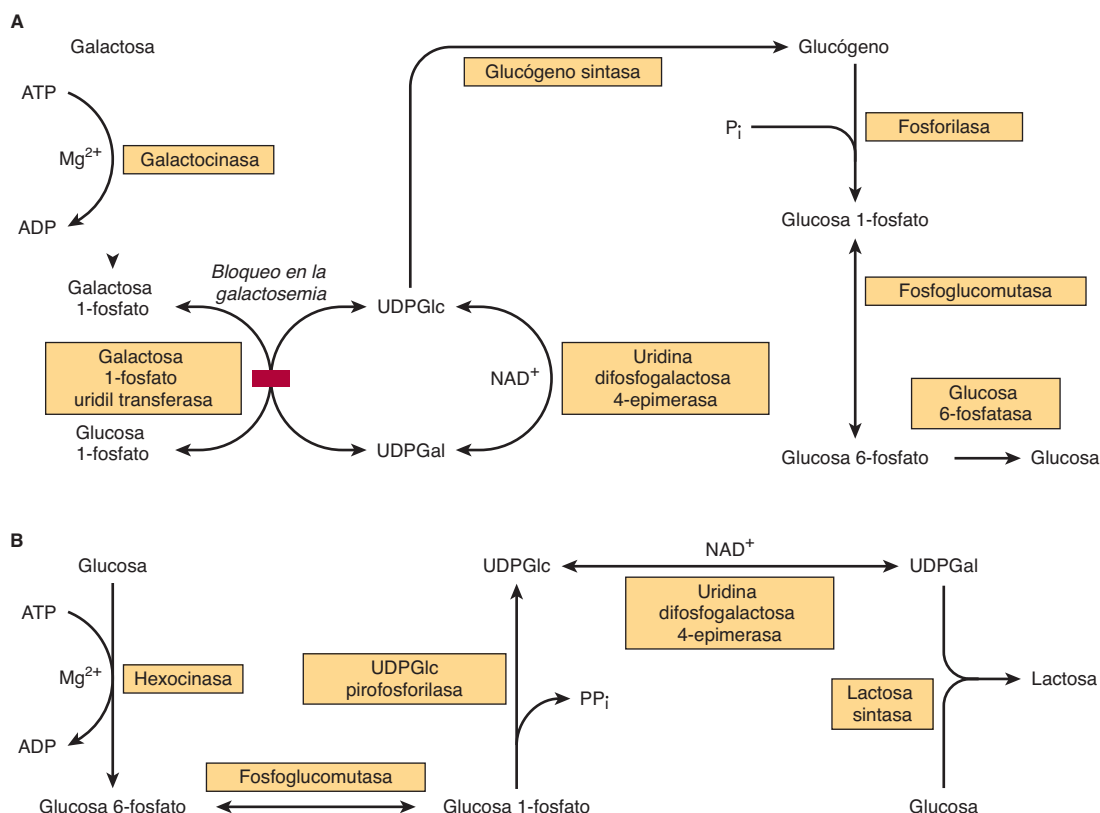 A
Galactosa
ATP
Mg2+
Galactocinasa
ADP
Galactosa
1-fosfato
Bloqueo en la
galactosemia
Galactosa
1-fosfato
uridil transferasa
Glucosa
1-fosfato
UDPGlc
NAD+
UDPGal
Uridina
difosfogalactosa
4-epimerasa
Glucógeno sintasa
Glucógeno
Pi
Fosforilasa
Glucosa 1-fosfato
Fosfoglucomutasa
Glucosa
6-fosfatasa
Glucosa 6-fosfato
Glucosa
B
Glucosa
ATP
Mg2+
Hexocinasa
ADP
Glucosa 6-fosfato
Fosfoglucomutasa
Glucosa 1-fosfato
UDPGlc
pirofosforilasa
PPi
UDPGlc
NAD+
Uridina
difosfogalactosa
4-epimerasa
UDPGal
Lactosa
sintasa
Lactosa
Glucosa